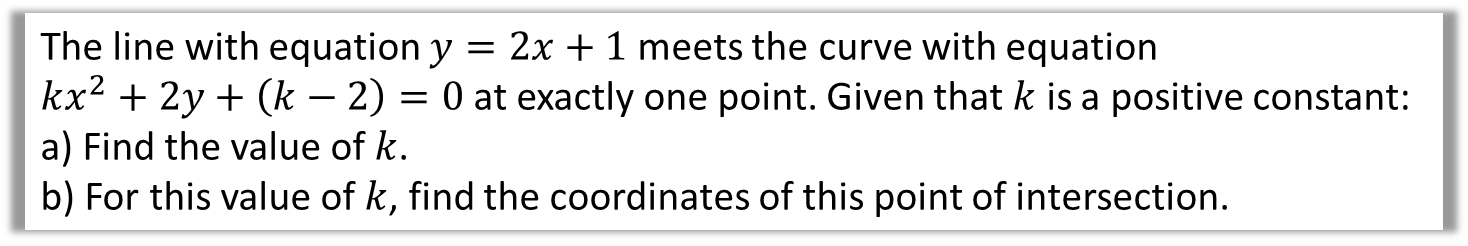 The line with equation y = 2x + 1 meets the curve with equation
kx² + 2y + (k − 2) = 0 at exactly one point. Given that k is a positive constant:
a) Find the value of k.
b) For this value of k, find the coordinates of this point of intersection.